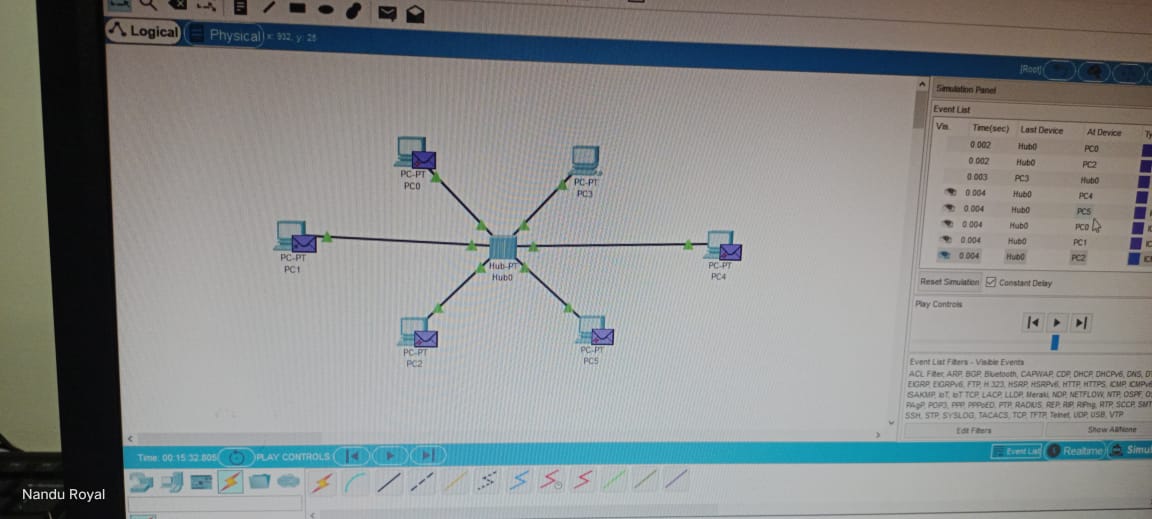 Logical
Physical x: 932, y: 28
[Root]
Simulation Panel
Event List
Vis. Time(sec) Last Device At Device Ty
0.002 Hub0 PC0
0.002 Hub0 PC2
0.003 PC3 Hub0
0.004 Hub0 PC4
0.004 Hub0 PC5
0.004 Hub0 PC0
0.004 Hub0 PC1
0.004 Hub0 PC2
Reset Simulation Constant Delay
Play Controls
Event List Filters - Visible Events
ACL Filter, ARP, BGP, Bluetooth, CAPWAP, CDP, DHCP, DHCPv6, DNS,
EIGRP, EIGRPv6, FTP, H.323, HSRP, HSRPv6, HTTP, HTTPS, ICMP, ICMPv6
ISAKMP, IoT, IoT TCP, LACP, LLDP, Meraki, NDP, NETFLOW, NTP, OSPF,
PAgP, POP3, PPP, PPPoED, PTP, RADIUS, REP, RIP, RIPng, RTP, SCCP, SMT
SSH, STP, SYSLOG, TACACS, TCP, TFTP, Telnet, UDP, USB, VTP
Edit Filters Show All/None
Event List Realtime Simu
PC-PT
PC0
PC-PT
PC3
PC-PT
PC1
Hub-PT
Hub0
PC-PT
PC4
PC-PT
PC2
PC-PT
PC5
Time: 00:15:32.805 PLAY CONTROLS
Nandu Royal